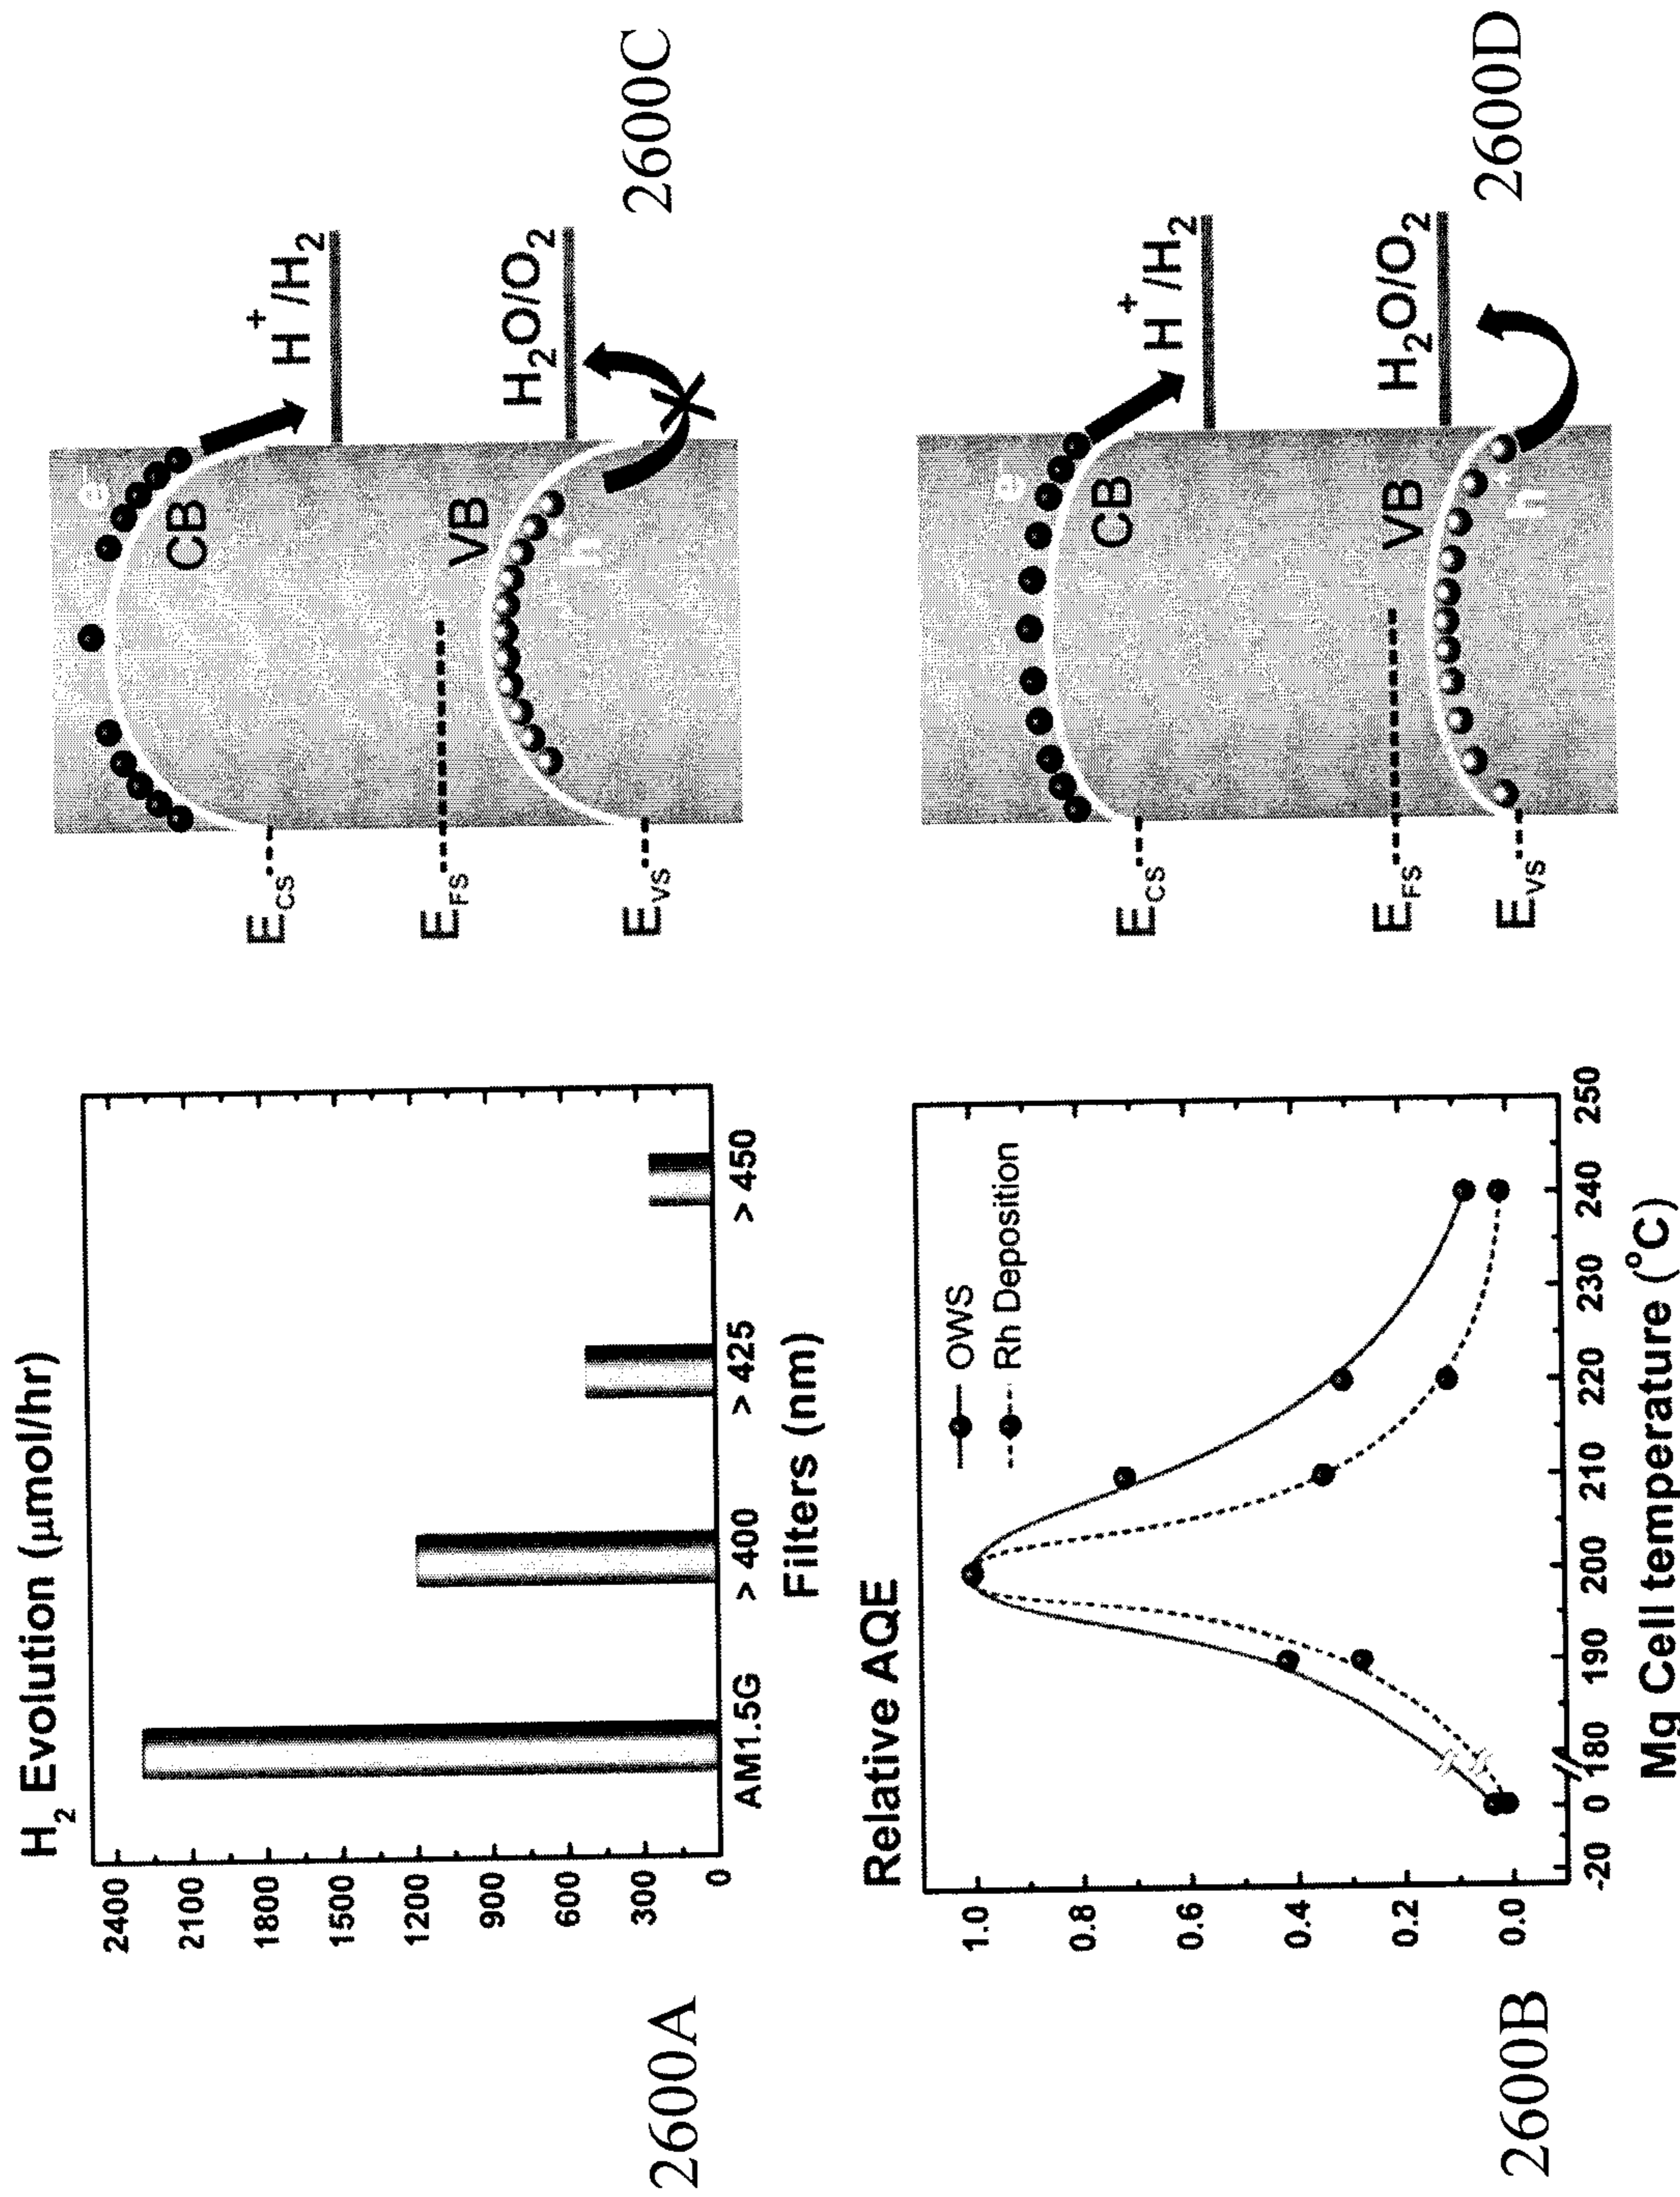 H2 Evolution (μmol/hr)
2400
2100
1800
1500
1200
900
600
300
0
AM1.5G
> 400
> 425
> 450
Filters (nm)
2600A
e-
CB
H+/H2
VB
h+
H2O/O2
ECS
EFS
EVS
2600C
Relative AQE
OWS
Rh Deposition
1.0
0.8
0.6
0.4
0.2
0.0
-20
0
180
190
200
210
220
230
240
250
Mg Cell temperature (°C)
2600B
e-
CB
H+/H2
VB
h+
H2O/O2
ECS
EFS
EVS
2600D